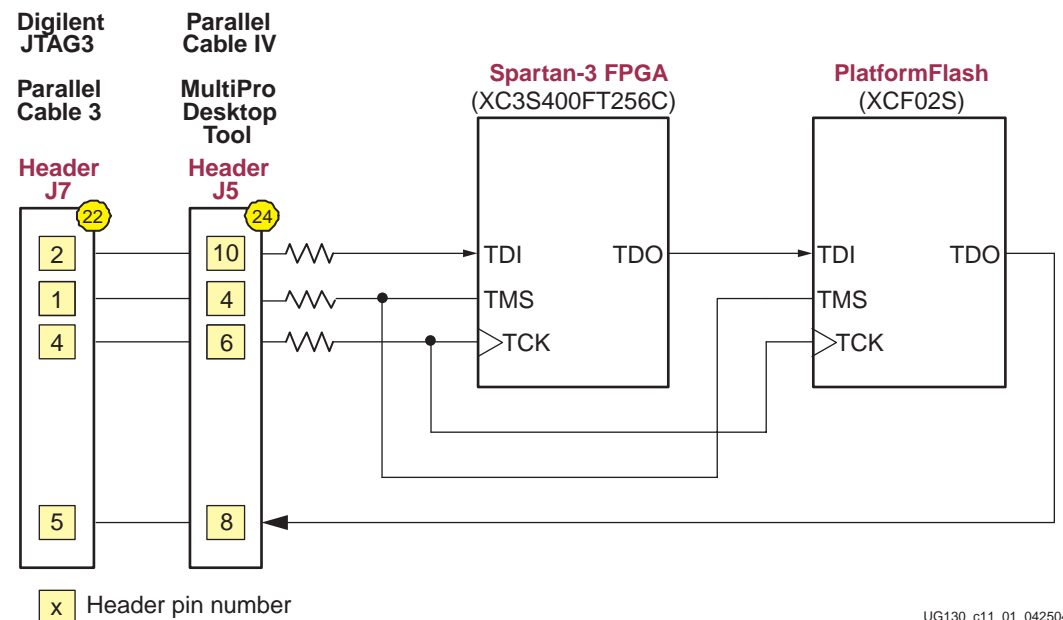 Digilent
JTAG3
Parallel
Cable IV
Parallel
Cable 3
MultiPro
Desktop
Tool
Header
J7
Header
J5
Spartan-3 FPGA
(XC3S400FT256C)
PlatformFlash
(XCF02S)
22
24
2
10
TDI
TDO
TDI
TDO
1
4
TMS
TMS
4
6
TCK
TCK
5
8
x Header pin number
UG130_c11_01_042504